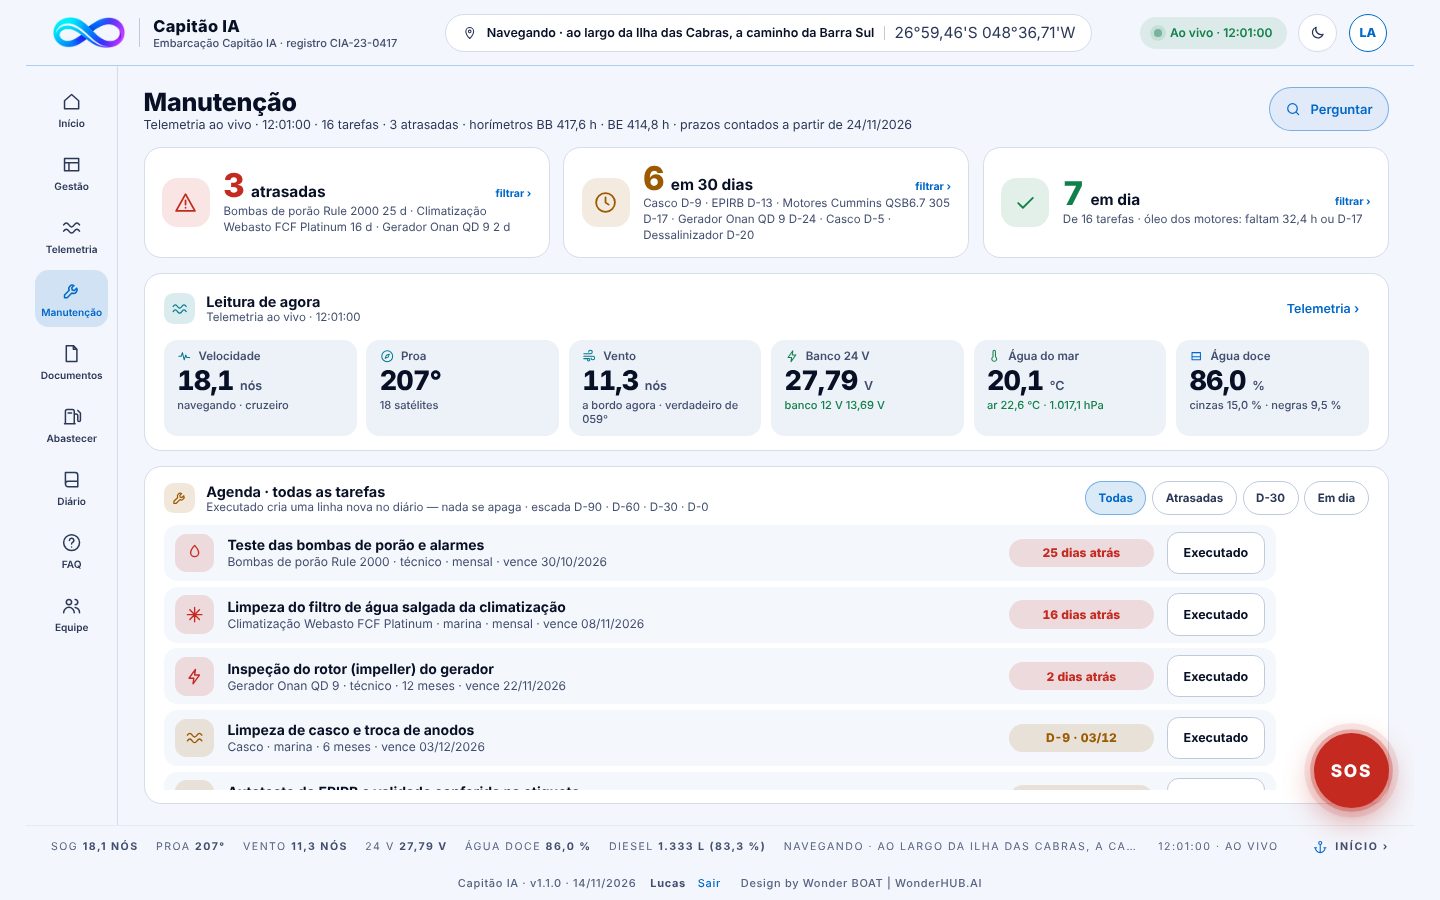 Capitão IA
Embarcação Capitão IA · registro CIA-23-0417
Navegando · ao largo da Ilha das Cabras, a caminho da Barra Sul
26°59,46'S 048°36,71'W
Ao vivo · 12:01:00
LA
Início
Gestão
Telemetria
Manutenção
Documentos
Abastecer
Diário
FAQ
Equipe
Manutenção
Telemetria ao vivo · 12:01:00 · 16 tarefas · 3 atrasadas · horímetros BB 417,6 h · BE 414,8 h · prazos contados a partir de 24/11/2026
Perguntar
3 atrasadas
filtrar ›
Bombas de porão Rule 2000 25 d · Climatização
Webasto FCF Platinum 16 d · Gerador Onan QD 9 2 d
6 em 30 dias
filtrar ›
Casco D-9 · EPIRB D-13 · Motores Cummins QSB6.7 305
D-17 · Gerador Onan QD 9 D-24 · Casco D-5 ·
Dessalinizador D-20
7 em dia
filtrar ›
De 16 tarefas · óleo dos motores: faltam 32,4 h ou D-17
Leitura de agora
Telemetria ao vivo · 12:01:00
Telemetria ›
Velocidade
18,1 nós
navegando · cruzeiro
Proa
207°
18 satélites
Vento
11,3 nós
a bordo agora · verdadeiro de
059°
Banco 24 V
27,79 V
banco 12 V 13,69 V
Água do mar
20,1 °C
ar 22,6 °C · 1.017,1 hPa
Água doce
86,0 %
cinzas 15,0 % · negras 9,5 %
Agenda · todas as tarefas
Executado cria uma linha nova no diário — nada se apaga · escada D-90 · D-60 · D-30 · D-0
Todas
Atrasadas
D-30
Em dia
Teste das bombas de porão e alarmes
Bombas de porão Rule 2000 · técnico · mensal · vence 30/10/2026
25 dias atrás
Executado
Limpeza do filtro de água salgada da climatização
Climatização Webasto FCF Platinum · marina · mensal · vence 08/11/2026
16 dias atrás
Executado
Inspeção do rotor (impeller) do gerador
Gerador Onan QD 9 · técnico · 12 meses · vence 22/11/2026
2 dias atrás
Executado
Limpeza de casco e troca de anodos
Casco · marina · 6 meses · vence 03/12/2026
D-9 · 03/12
Executado
SOS
SOG 18,1 NÓS
PROA 207°
VENTO 11,3 NÓS
24 V 27,79 V
ÁGUA DOCE 86,0 %
DIESEL 1.333 L (83,3 %)
NAVEGANDO · AO LARGO DA ILHA DAS CABRAS, A CA…
12:01:00 · AO VIVO
INÍCIO ›
Capitão IA · v1.1.0 · 14/11/2026
Lucas
Sair
Design by Wonder BOAT | WonderHUB.AI